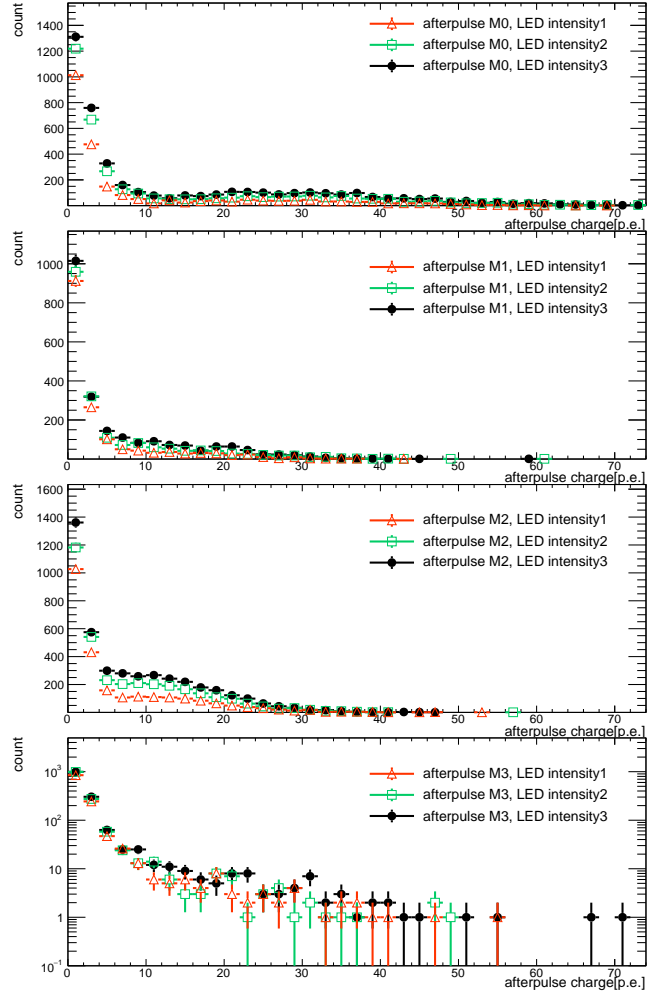 count
1400
1200
1000
800
600
400
200
afterpulse M0, LED intensity1
afterpulse M0, LED intensity2
afterpulse M0, LED intensity3
0 10 20 30 40 50 60 70
afterpulse charge[p.e.]
count
1000
800
600
400
200
afterpulse M1, LED intensity1
afterpulse M1, LED intensity2
afterpulse M1, LED intensity3
0 10 20 30 40 50 60 70
afterpulse charge[p.e.]
count
1600
1400
1200
1000
800
600
400
200
afterpulse M2, LED intensity1
afterpulse M2, LED intensity2
afterpulse M2, LED intensity3
0 10 20 30 40 50 60 70
afterpulse charge[p.e.]
count
10³
10²
10
1
10⁻¹
afterpulse M3, LED intensity1
afterpulse M3, LED intensity2
afterpulse M3, LED intensity3
0 10 20 30 40 50 60 70
afterpulse charge[p.e.]